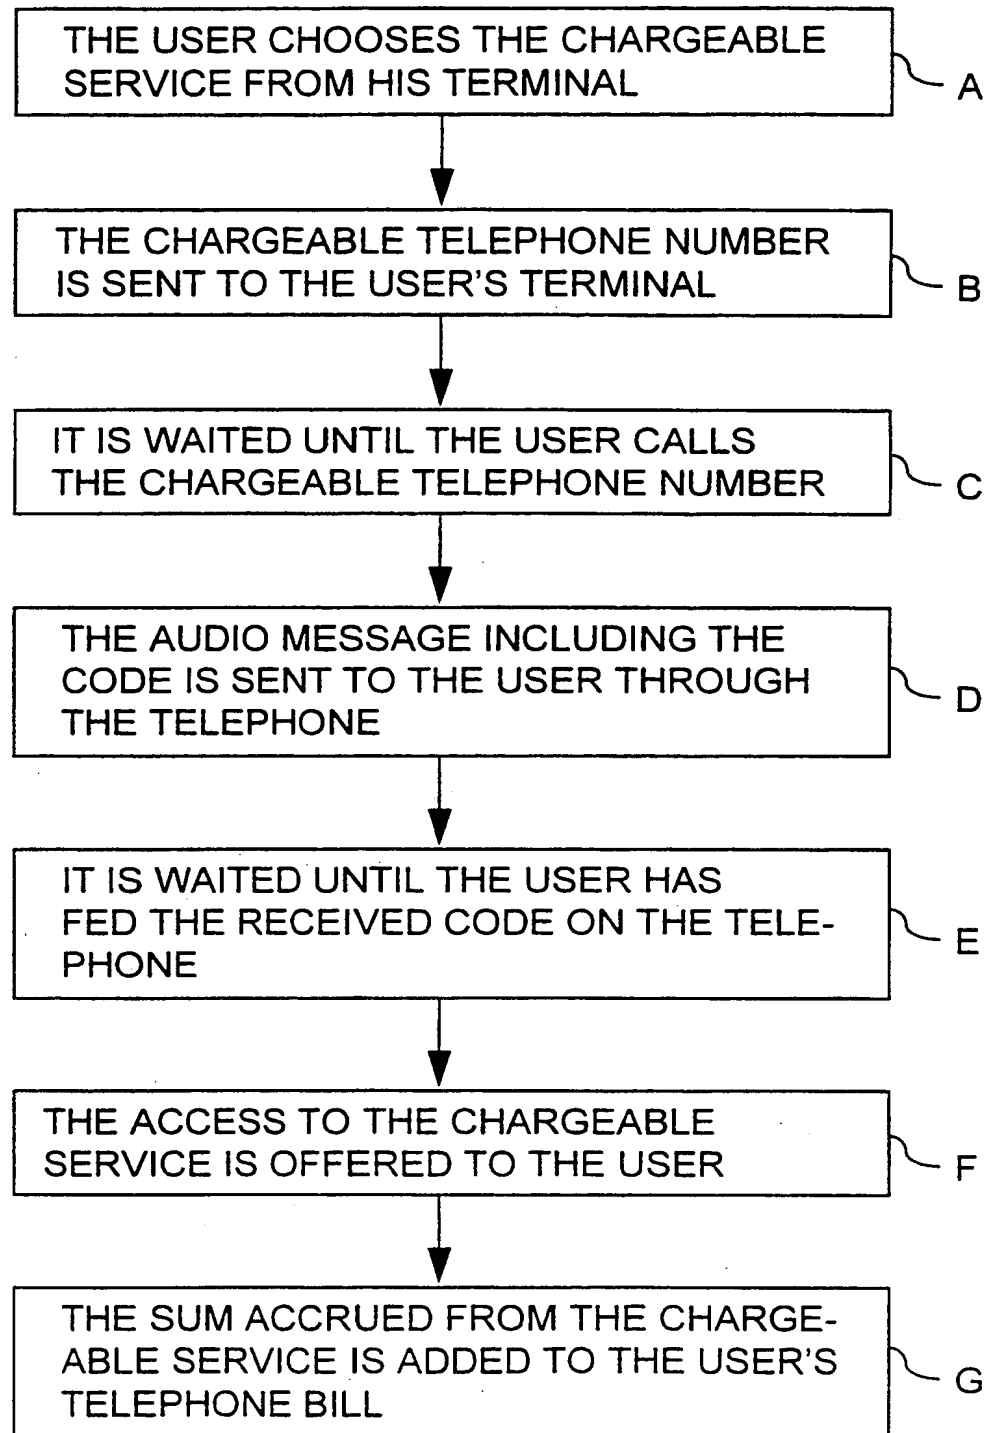 THE USER CHOOSES THE CHARGEABLE
SERVICE FROM HIS TERMINAL
A
THE CHARGEABLE TELEPHONE NUMBER
IS SENT TO THE USER'S TERMINAL
B
IT IS WAITED UNTIL THE USER CALLS
THE CHARGEABLE TELEPHONE NUMBER
C
THE AUDIO MESSAGE INCLUDING THE
CODE IS SENT TO THE USER THROUGH
THE TELEPHONE
D
IT IS WAITED UNTIL THE USER HAS
FED THE RECEIVED CODE ON THE TELE-
PHONE
E
THE ACCESS TO THE CHARGEABLE
SERVICE IS OFFERED TO THE USER
F
THE SUM ACCRUED FROM THE CHARGE-
ABLE SERVICE IS ADDED TO THE USER'S
TELEPHONE BILL
G